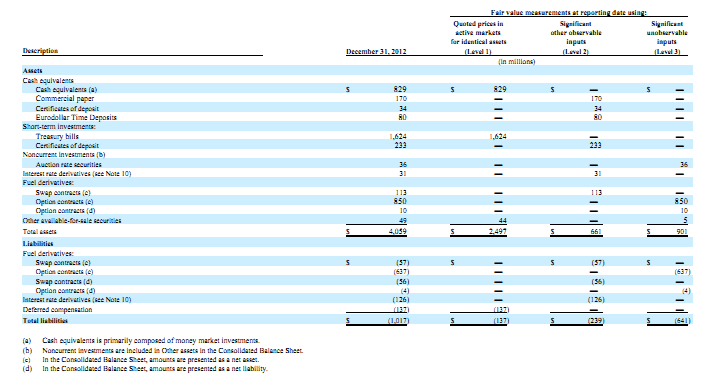 Fair value measurements at reporting date using:
Quoted prices in Significant Significant
active markets other observable unobservable
for identical assets inputs inputs
Description December 31, 2012 (Level 1) (Level 2) (Level 3)
(in millions)
Assets
Cash equivalents
Cash equivalents (a) $ 829 $ 829 $ — $ —
Commercial paper 170 — 170 —
Certificates of deposit 34 — 34 —
Eurodollar Time Deposits 80 — 80 —
Short-term investments:
Treasury bills 1,624 1,624 — —
Certificates of deposit 233 — 233 —
Noncurrent investments (b)
Auction rate securities 36 — — 36
Interest rate derivatives (see Note 10) 31 — 31 —
Fuel derivatives:
Swap contracts (c) 113 — 113 —
Option contracts (c) 850 — — 850
Option contracts (d) 10 — — 10
Other available-for-sale securities 49 44 — 5
Total assets $ 4,059 $ 2,497 $ 661 $ 901
Liabilities
Fuel derivatives:
Swap contracts (c) $ (57) $ — $ (57) $ —
Option contracts (c) (637) — — (637)
Swap contracts (d) (56) — (56) —
Option contracts (d) (4) — — (4)
Interest rate derivatives (see Note 10) (126) — (126) —
Deferred compensation (137) (137) — —
Total liabilities $ (1,017) $ (137) $ (239) $ (641)
(a) Cash equivalents is primarily composed of money market investments.
(b) Noncurrent investments are included in Other assets in the Consolidated Balance Sheet.
(c) In the Consolidated Balance Sheet, amounts are presented as a net asset.
(d) In the Consolidated Balance Sheet, amounts are presented as a net liability.